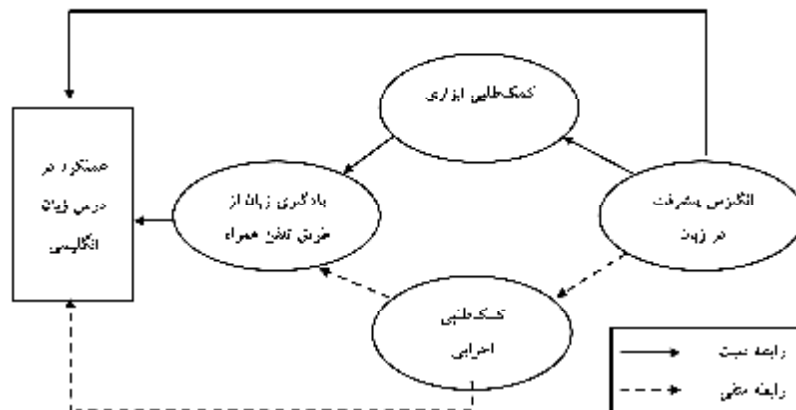 کمک‌طلبی ابزاری
عملکرد در
درس زبان
انگلیسی
یادگیری زبان از
طریق تلفن همراه
انگیزش پیشرفت
در زبان
کمک‌طلبی
اجرایی
رابطه مثبت
رابطه منفی